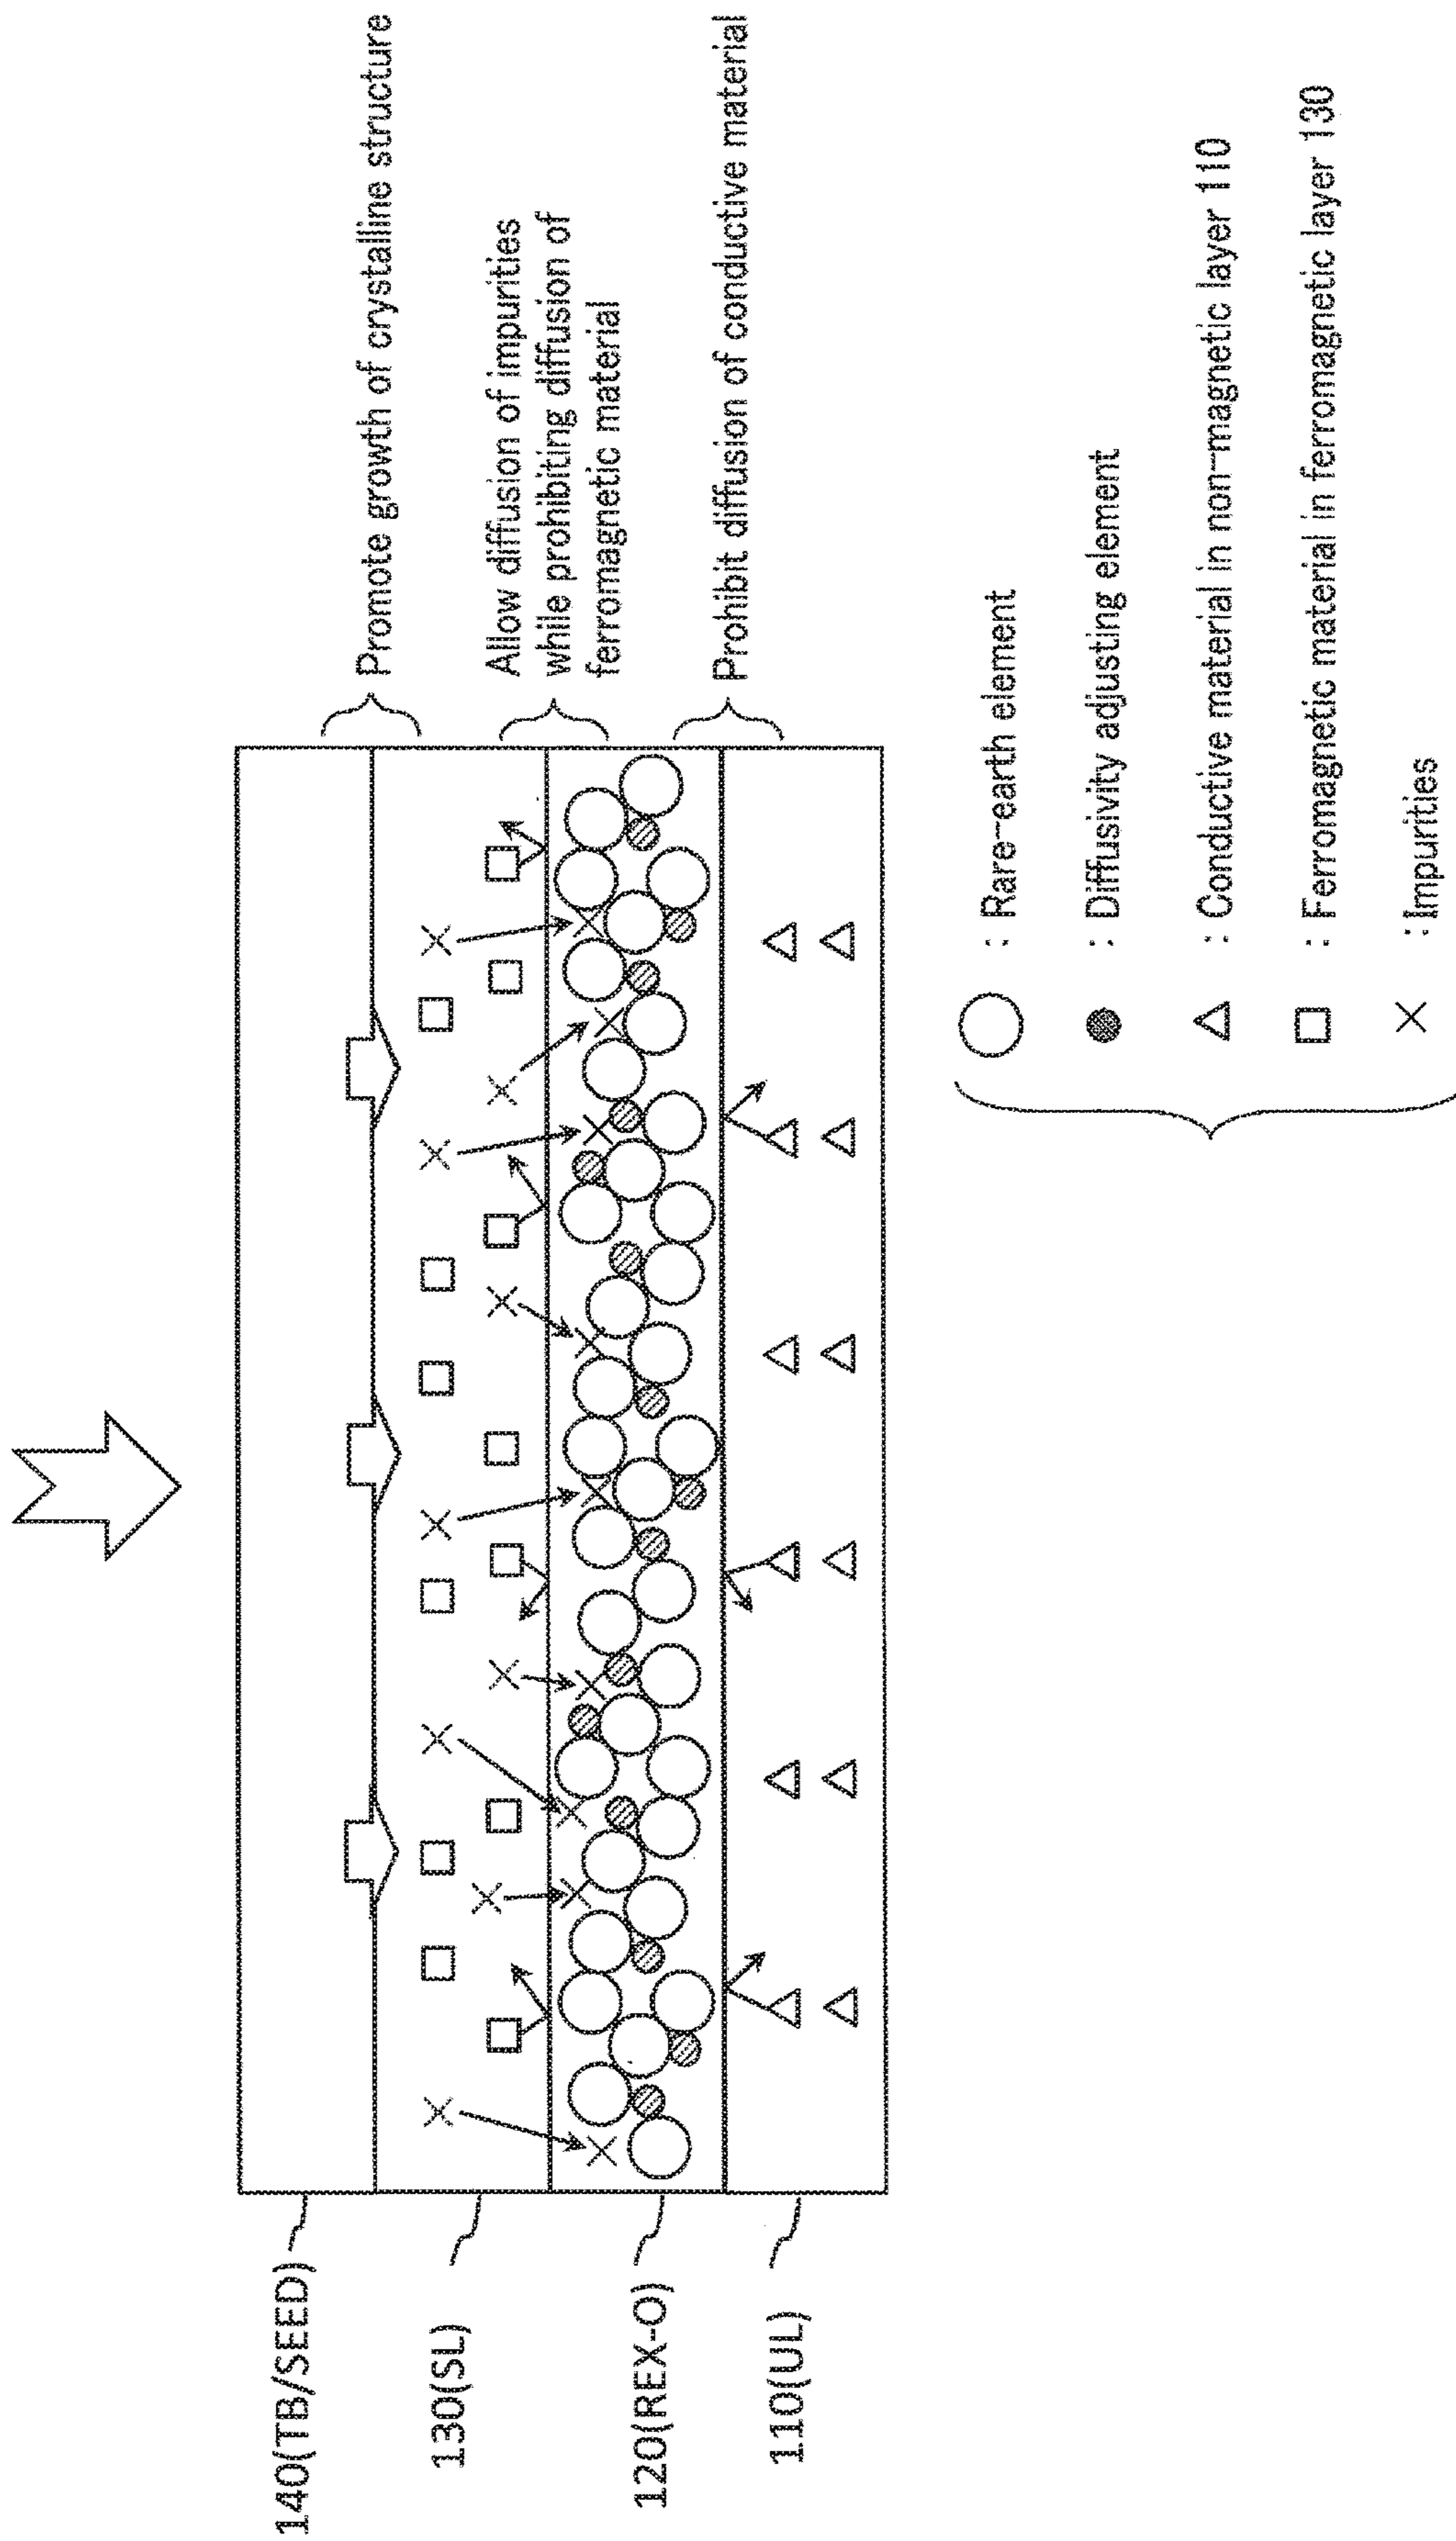 140(TB/SEED)
130(SL)
120(REX-O)
110(UL)
Promote growth of crystalline structure
Allow diffusion of impurities
while prohibiting diffusion of
ferromagnetic material
Prohibit diffusion of conductive material
: Rare-earth element
: Diffusivity adjusting element
: Conductive material in non-magnetic layer 110
: Ferromagnetic material in ferromagnetic layer 130
: Impurities